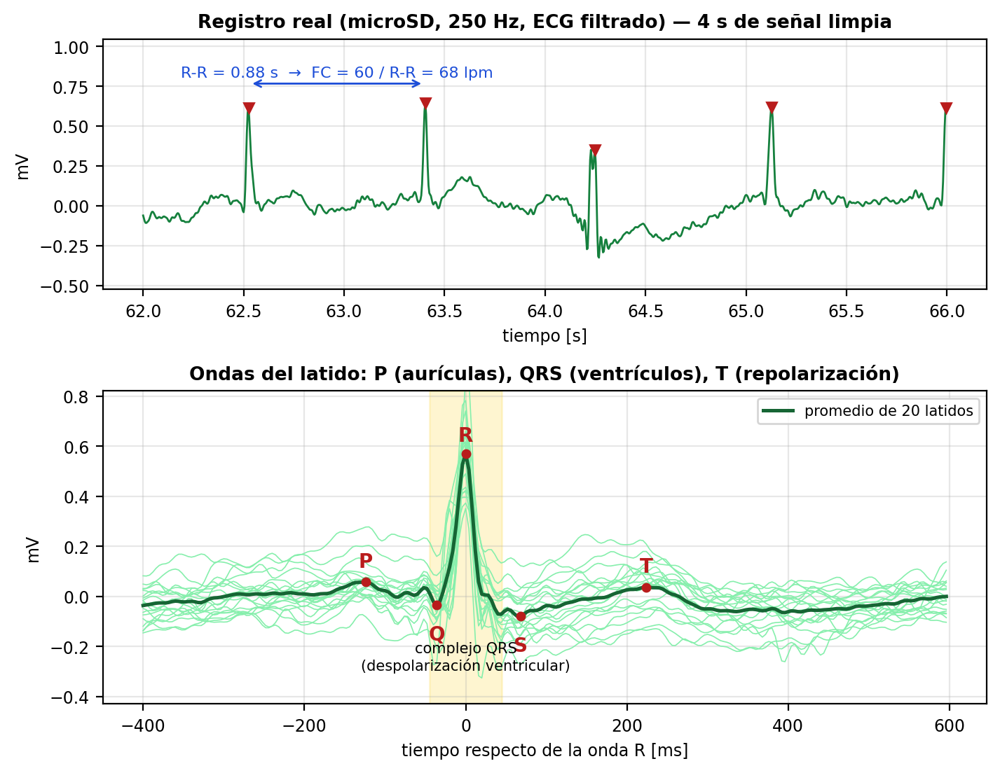 Registro real (microSD, 250 Hz, ECG filtrado) — 4 s de señal limpia
R-R = 0.88 s → FC = 60 / R-R = 68 lpm
1.00
0.75
0.50
0.25
0.00
−0.25
−0.50
mV
62.0 62.5 63.0 63.5 64.0 64.5 65.0 65.5 66.0
tiempo [s]
Ondas del latido: P (aurículas), QRS (ventrículos), T (repolarización)
promedio de 20 latidos
0.8
0.6
0.4
0.2
0.0
−0.2
−0.4
mV
R
P
T
Q
S
complejo QRS
(despolarización ventricular)
−400 −200 0 200 400 600
tiempo respecto de la onda R [ms]